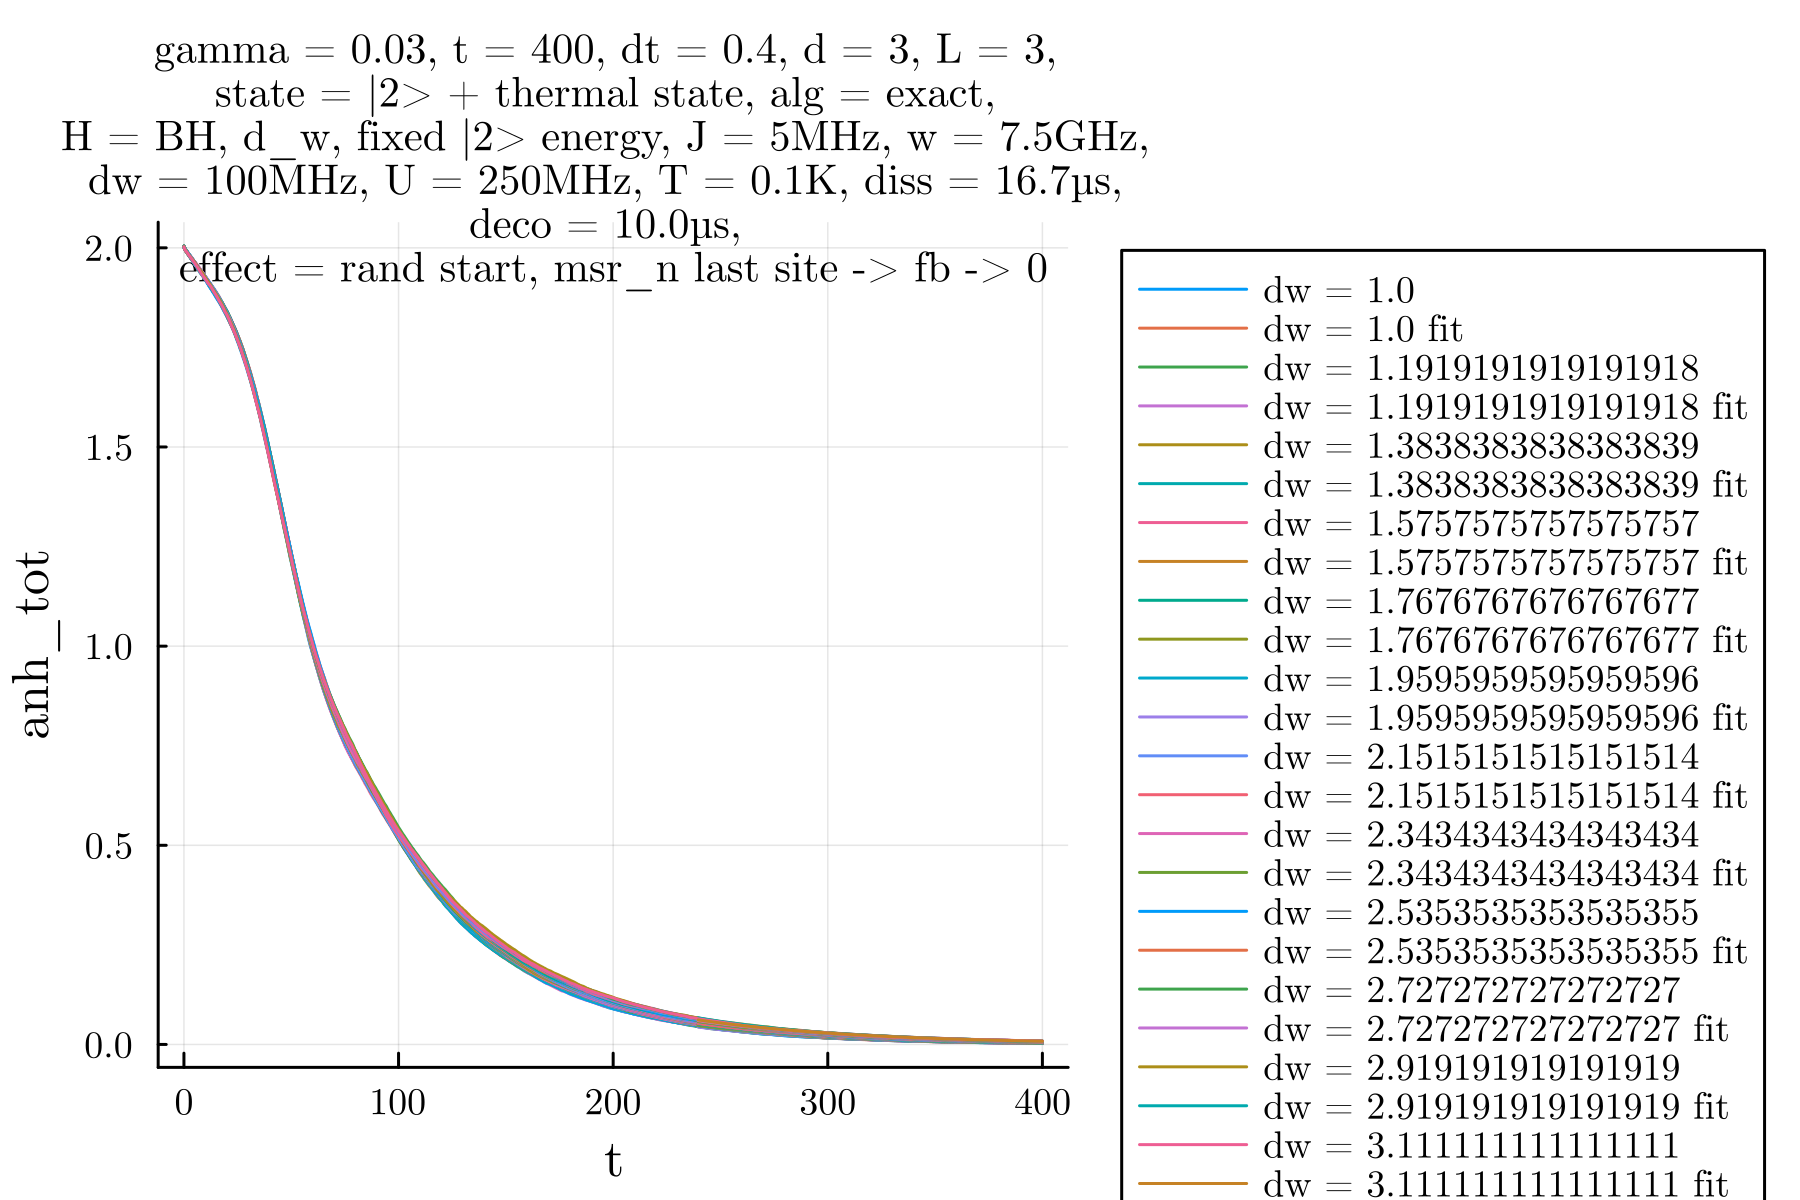 gamma = 0.03, t = 400, dt = 0.4, d = 3, L = 3,
state = |2> + thermal state, alg = exact,
H = BH, d_w, fixed |2> energy, J = 5MHz, w = 7.5GHz,
dw = 100MHz, U = 250MHz, T = 0.1K, diss = 16.7µs,
deco = 10.0µs,
effect = rand start, msr_n last site -> fb -> 0
2.0
1.5
1.0
0.5
0.0
anh_tot
0 100 200 300 400
t
dw = 1.0
dw = 1.0 fit
dw = 1.1919191919191918
dw = 1.1919191919191918 fit
dw = 1.3838383838383839
dw = 1.3838383838383839 fit
dw = 1.5757575757575757
dw = 1.5757575757575757 fit
dw = 1.7676767676767677
dw = 1.7676767676767677 fit
dw = 1.9595959595959596
dw = 1.9595959595959596 fit
dw = 2.1515151515151514
dw = 2.1515151515151514 fit
dw = 2.3434343434343434
dw = 2.3434343434343434 fit
dw = 2.5353535353535355
dw = 2.5353535353535355 fit
dw = 2.727272727272727
dw = 2.727272727272727 fit
dw = 2.919191919191919
dw = 2.919191919191919 fit
dw = 3.111111111111111
dw = 3.111111111111111 fit